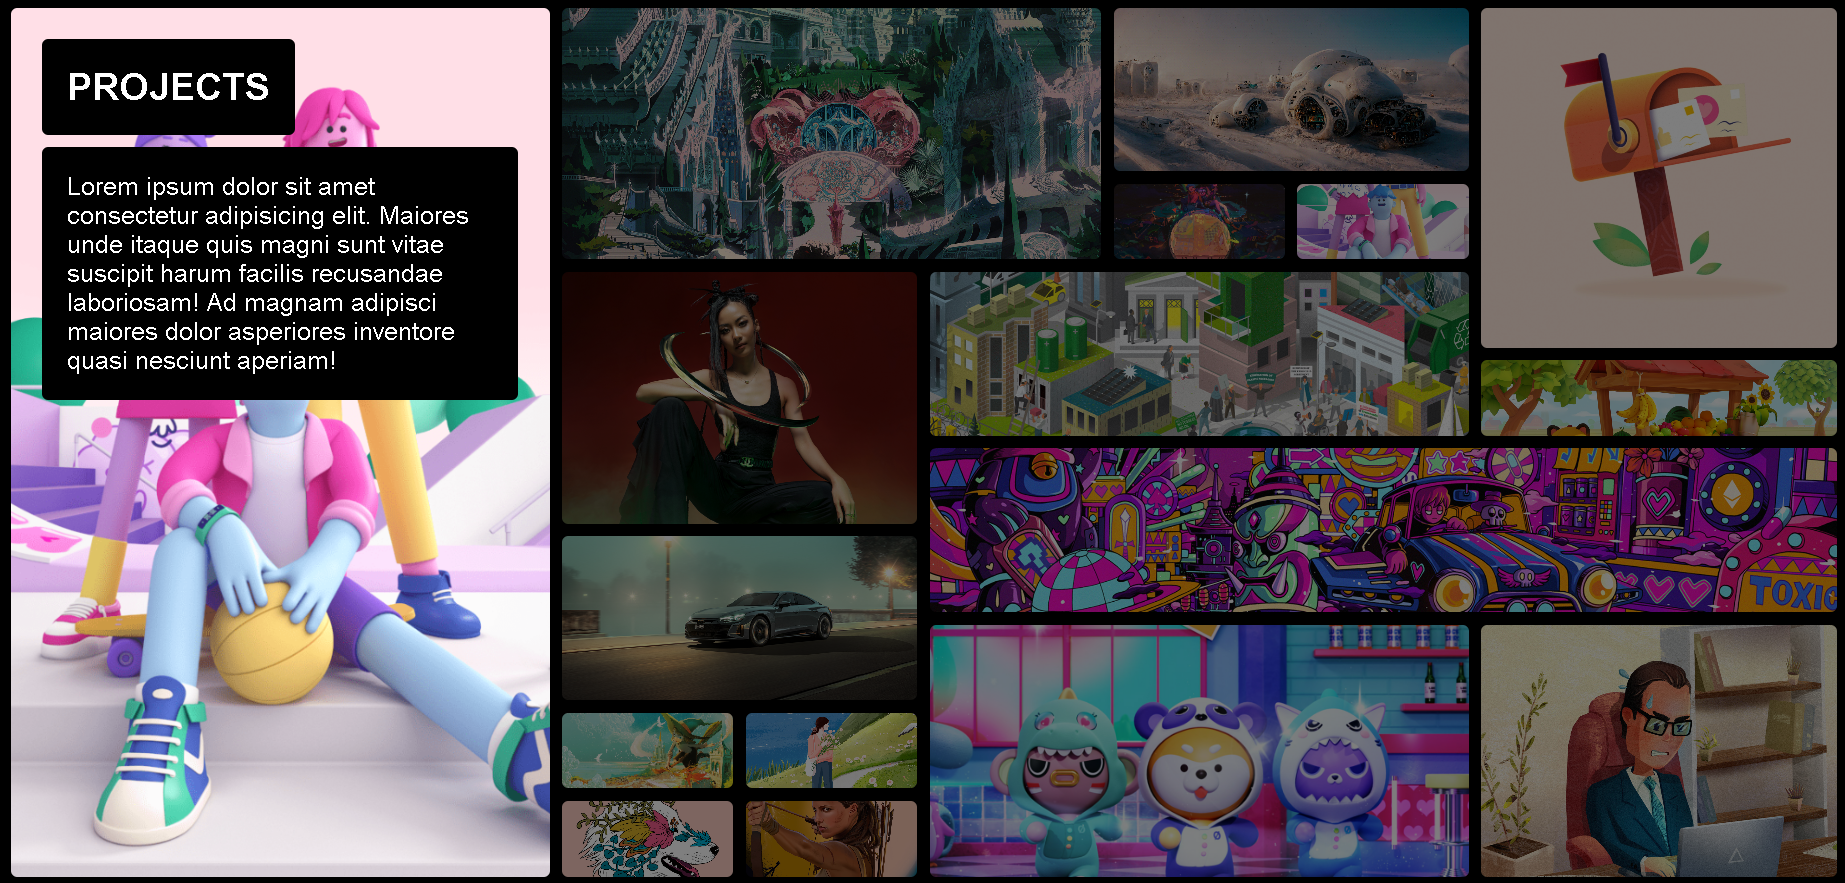 PROJECTS
Lorem ipsum dolor sit amet
consectetur adipisicing elit. Maiores
unde itaque quis magni sunt vitae
suscipit harum facilis recusandae
laboriosam! Ad magnam adipisci
maiores dolor asperiores inventore
quasi nesciunt aperiam!
TOXIC